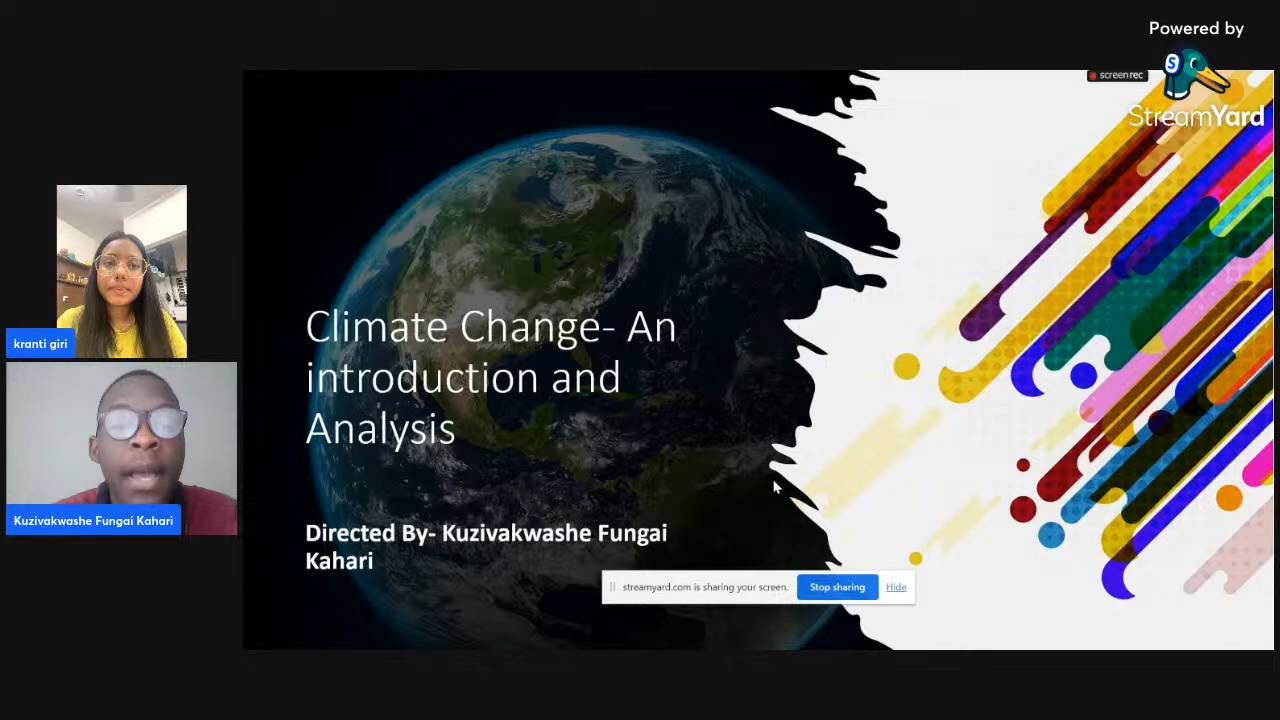 Powered by
screenrec
StreamYard
kranti giri
Kuzivakwashe Fungai Kahari
Climate Change- An
introduction and
Analysis
Directed By- Kuzivakwashe Fungai
Kahari
streamyard.com is sharing your screen.
Stop sharing
Hide